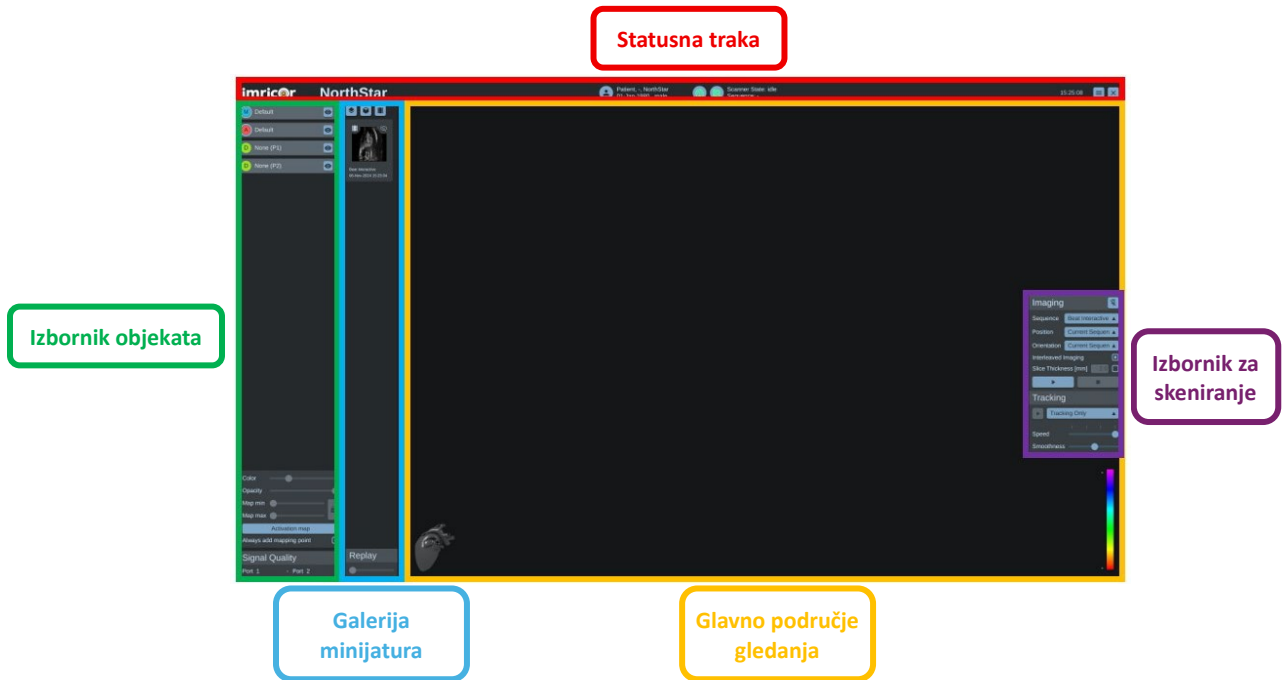 Statusna traka
imricor NorthStar
Patient, -, NorthStar
Scanner State: idle
15:25:08
Default
Default
None (P1)
None (P2)
Imaging
Sequence
Position Current Sequen
Orientation Current Sequen
Interleaved Imaging
Slice Thickness [mm]
Tracking
Tracking Only
Speed
Smoothness
Izbornik objekata
Izbornik za
skeniranje
Color
Opacity
Map min
Map max
Activation map
Always add mapping point
Signal Quality
Port 1 - Port 2
Replay
Galerija
minijatura
Glavno područje
gledanja